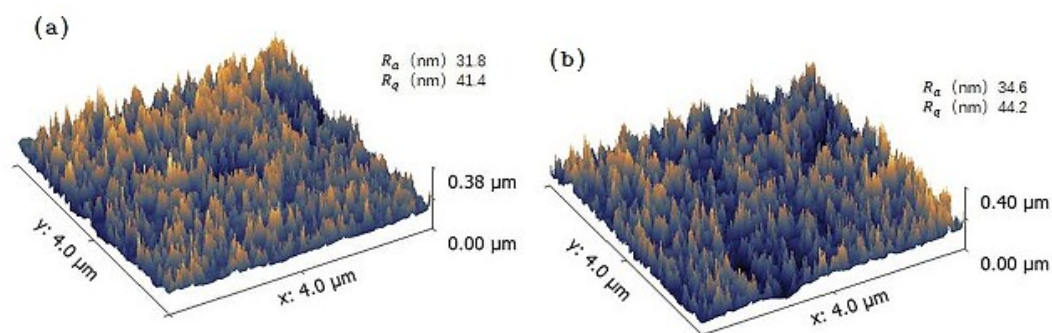 (a)
Rₐ (nm) 31.8
R_q (nm) 41.4
0.38 μm
0.00 μm
y: 4.0 μm
x: 4.0 μm
(b)
Rₐ (nm) 34.6
R_q (nm) 44.2
0.40 μm
0.00 μm
y: 4.0 μm
x: 4.0 μm